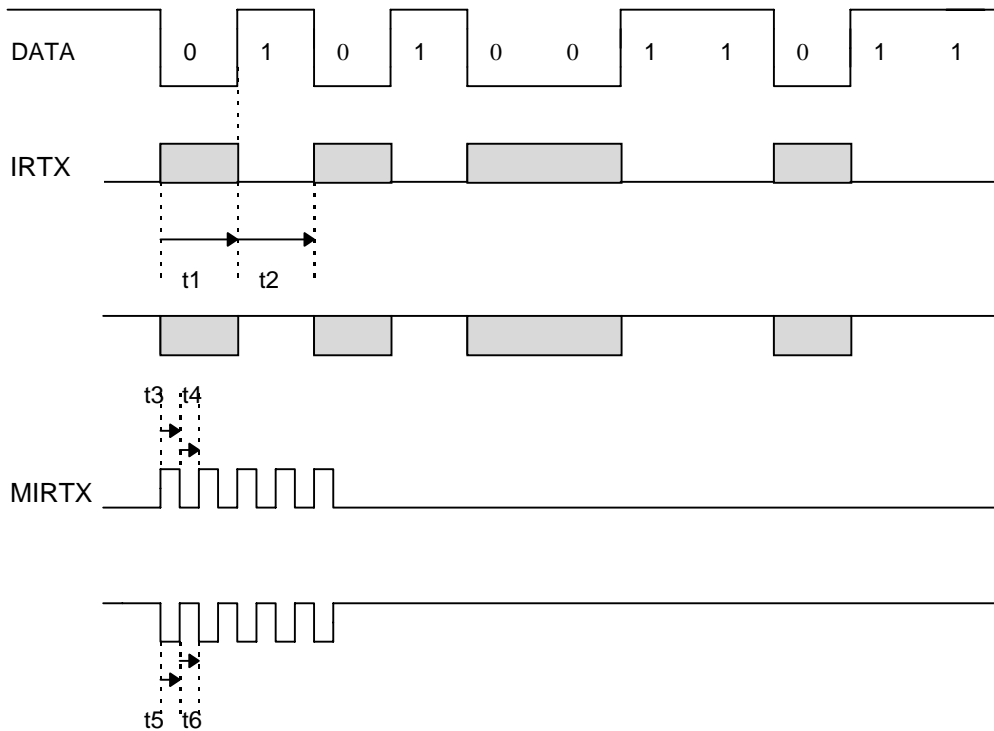 DATA 0 1 0 1 0 0 1 1 0 1 1
IRTX
t1 t2
t3 t4
MIRTX
t5 t6